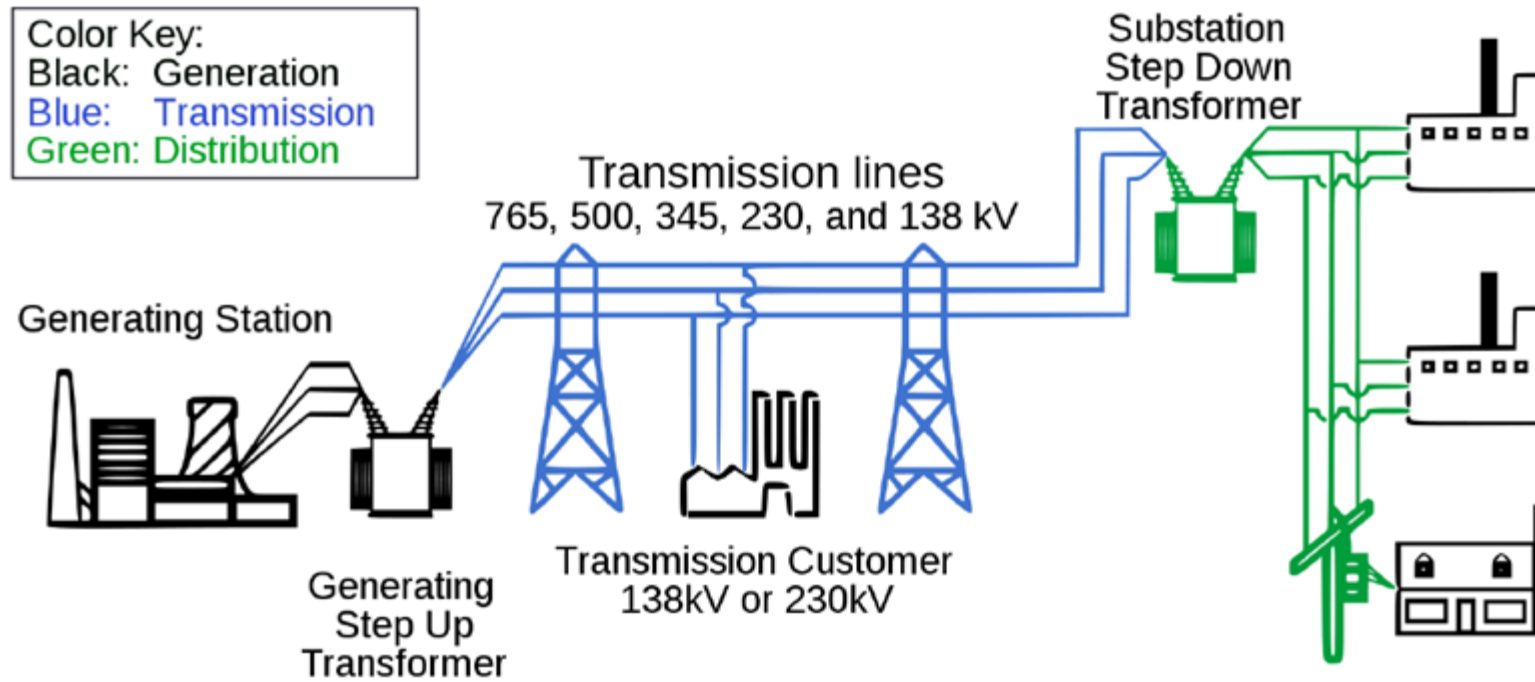 Color Key:
Black: Generation
Blue: Transmission
Green: Distribution
Substation
Step Down
Transformer
Transmission lines
765, 500, 345, 230, and 138 kV
Generating Station
Transmission Customer
138kV or 230kV
Generating
Step Up
Transformer